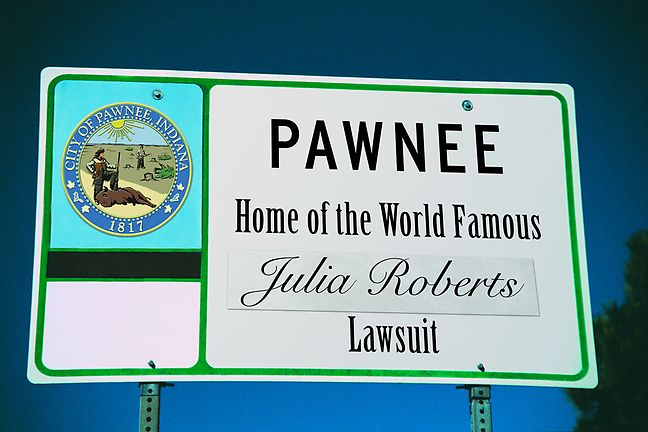 CITY OF PAWNEE, INDIANA
1817
PAWNEE
Home of the World Famous
Julia Roberts
Lawsuit